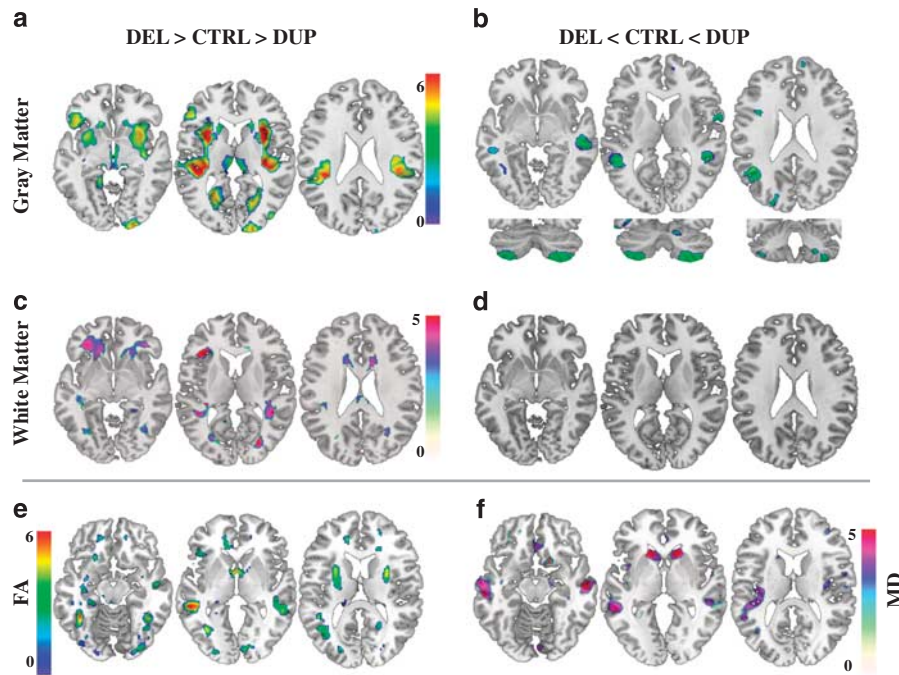 a
b
DEL > CTRL > DUP
DEL < CTRL < DUP
Gray Matter
6
0
c
d
White Matter
5
0
e
f
FA
6
0
5
0
MD